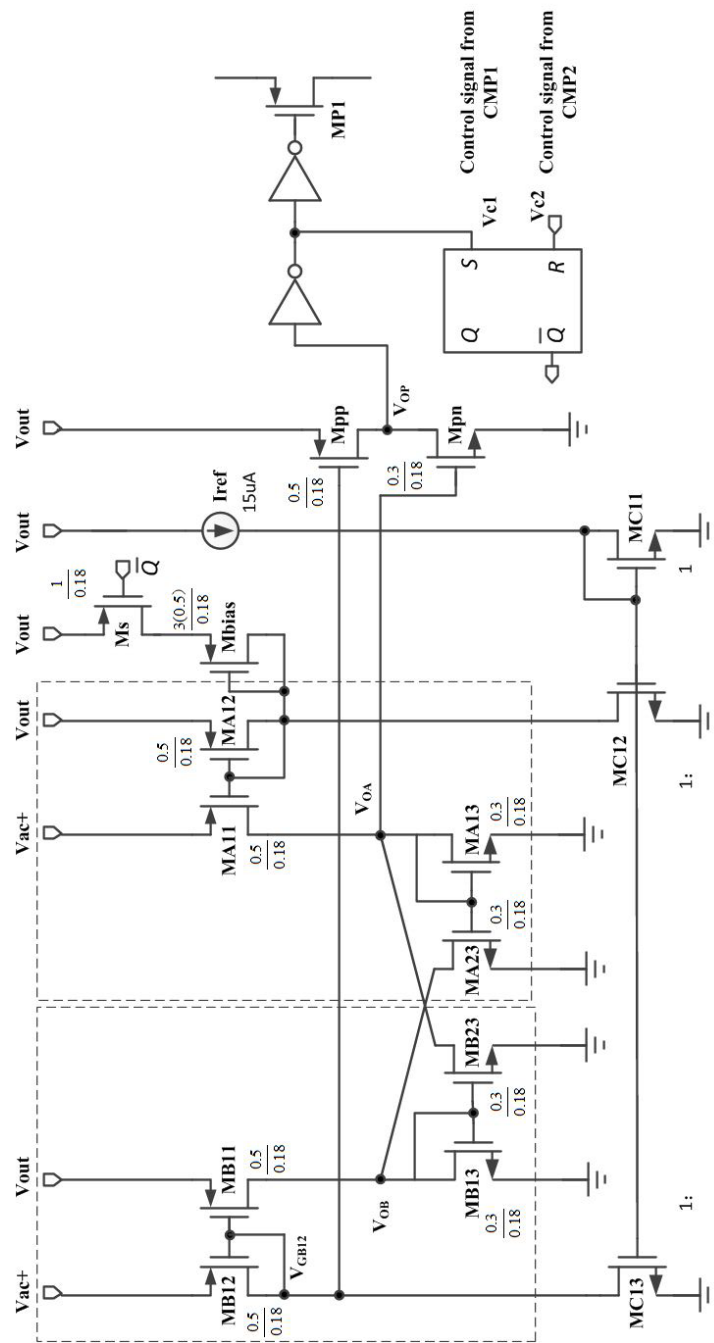 Vac+
Vout
Vac+
Vout
Vout
Vout
Vout
MB12
MB11
MA11
MA12
Ms
Mbias
Iref
15uA
Mpp
Mpn
MP1
0.5
0.18
0.5
0.18
0.5
0.18
0.5
0.18
1
0.18
Q̅
3(0.5)
0.18
0.5
0.18
0.3
0.18
V_GB12
V_OB
V_OA
V_OP
MB13
0.3
0.18
MB23
0.3
0.18
MA23
0.3
0.18
MA13
0.3
0.18
MC13
1:
MC12
1:
MC11
1
Q
S
Q̅
R
Vc1
Control signal from
CMP1
Vc2
Control signal from
CMP2